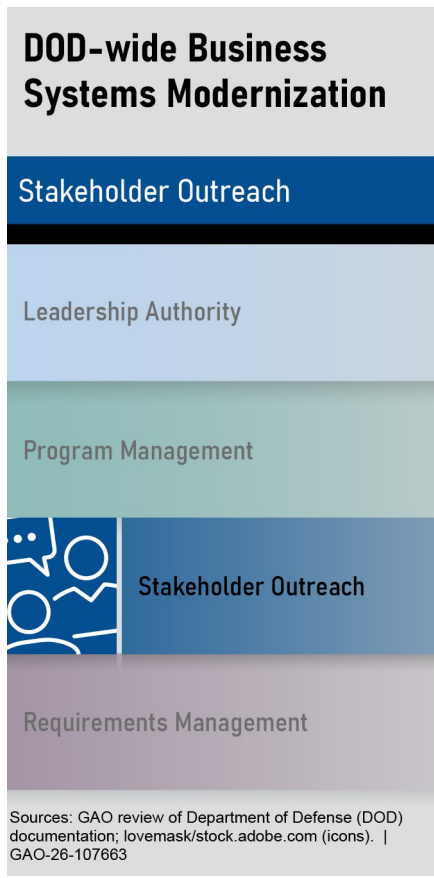 DOD-wide Business
Systems Modernization
Stakeholder Outreach
Leadership Authority
Program Management
Stakeholder Outreach
Requirements Management
Sources: GAO review of Department of Defense (DOD)
documentation; lovemask/stock.adobe.com (icons).  |
GAO-26-107663